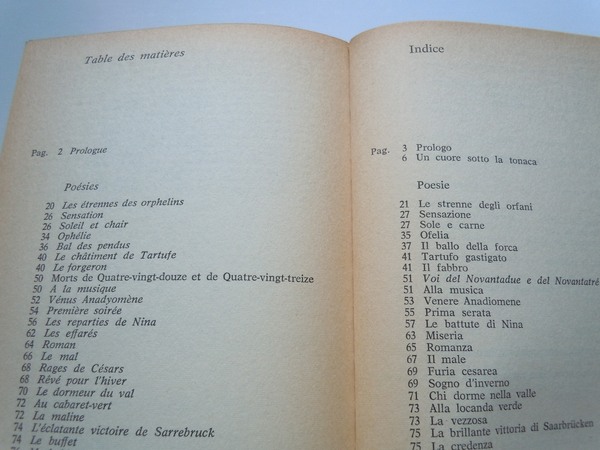 Table des matières
Pag. 2 Prologue
Poésies
20 Les étrennes des orphelins
26 Sensation
26 Soleil et chair
34 Ophélie
36 Bal des pendus
40 Le châtiment de Tartufe
40 Le forgeron
50 Morts de Quatre-vingt-douze et de Quatre-vingt-treize
50 A la musique
52 Vénus Anadyomène
54 Première soirée
56 Les reparties de Nina
62 Les effarés
64 Roman
66 Le mal
68 Rages de Césars
68 Rêvé pour l'hiver
70 Le dormeur du val
72 Au cabaret-vert
72 La maline
74 L'éclatante victoire de Sarrebruck
74 Le buffet
Indice
Pag. 3 Prologo
6 Un cuore sotto la tonaca
Poesie
21 Le strenne degli orfani
27 Sensazione
27 Sole e carne
35 Ofelia
37 Il ballo della forca
41 Tartufo gastigato
41 Il fabbro
51 Voi del Novantadue e del Novantatré
51 Alla musica
53 Venere Anadiomene
55 Prima serata
57 Le battute di Nina
63 Miseria
65 Romanza
67 Il male
69 Furia cesarea
69 Sogno d'inverno
71 Chi dorme nella valle
73 Alla locanda verde
73 La vezzosa
75 La brillante vittoria di Saarbrücken
75 La credenza